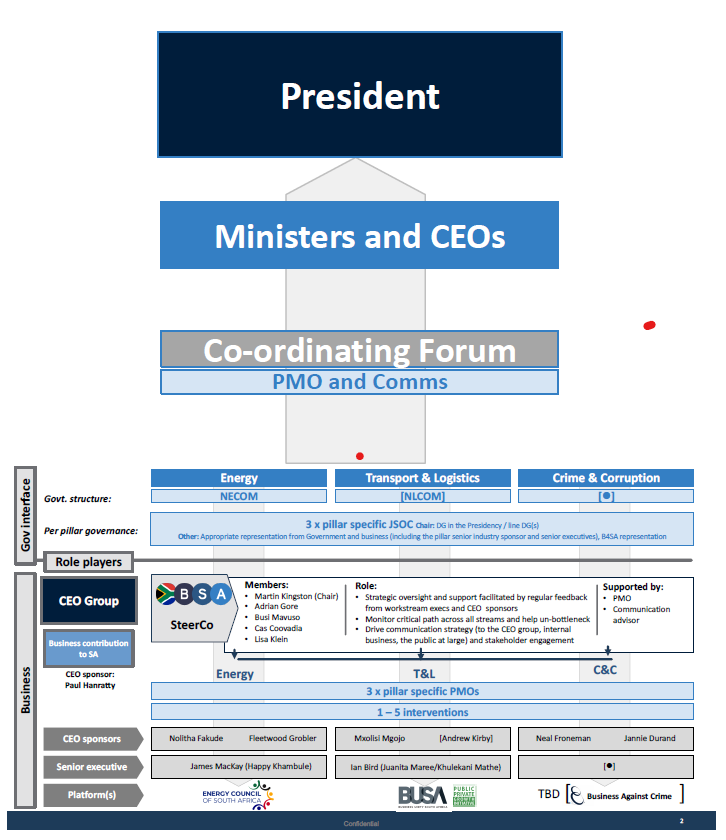 President
Ministers and CEOs
Co-ordinating Forum
PMO and Comms
Gov interface
Energy
Transport & Logistics
Crime & Corruption
Govt. structure:
NECOM
[NLCOM]
[●]
Per pillar governance:
3 x pillar specific JSOC Chair: DG in the Presidency / line DG(s)
Other: Appropriate representation from Government and business (including the pillar senior industry sponsor and senior executives), B4SA representation
Role players
Business
CEO Group
Business contribution
to SA
CEO sponsor:
Paul Hanratty
B S A
SteerCo
Members:
• Martin Kingston (Chair)
• Adrian Gore
• Busi Mavuso
• Cas Coovadia
• Lisa Klein
Role:
• Strategic oversight and support facilitated by regular feedback
from workstream execs and CEO sponsors
• Monitor critical path across all streams and help un-bottleneck
• Drive communication strategy (to the CEO group, internal
business, the public at large) and stakeholder engagement
Supported by:
• PMO
• Communication
advisor
Energy
T&L
C&C
3 x pillar specific PMOs
1 – 5 interventions
CEO sponsors
Nolitha Fakude
Fleetwood Grobler
Mxolisi Mgojo
[Andrew Kirby]
Neal Froneman
Jannie Durand
Senior executive
James MacKay (Happy Khambule)
Ian Bird (Juanita Maree/Khulekani Mathe)
[●]
Platform(s)
ENERGY COUNCIL
OF SOUTH AFRICA
BUSA
BUSINESS UNITY SOUTH AFRICA
PUBLIC
PRIVATE
GROWTH
INITIATIVE
TBD [ Business Against Crime ]
Confidential
2